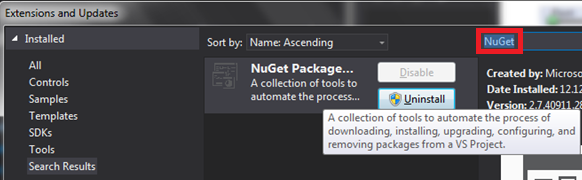 Extensions and Updates
Installed
All
Controls
Samples
Templates
SDKs
Tools
Search Results
Sort by: Name: Ascending
NuGet
NuGet Package...
A collection of tools to
automate the process...
Disable
Uninstall
A collection of tools to automate the process of
downloading, installing, upgrading, configuring, and
removing packages from a VS Project.
Created by: Microso
Date Installed: 12.12
Version: 2.7.40911.28